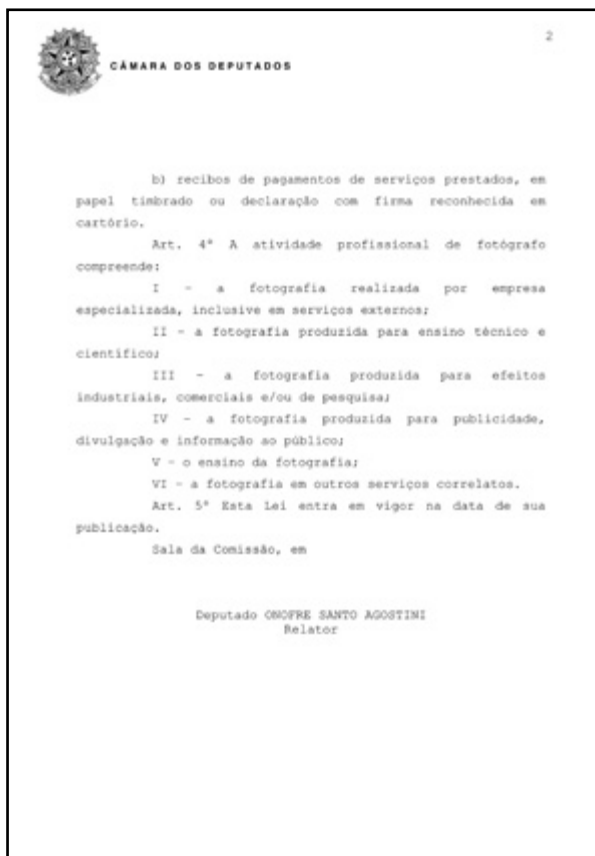 2
CÂMARA DOS DEPUTADOS
b) recibos de pagamentos de serviços prestados, em
papel timbrado ou declaração com firma reconhecida em
cartório.
Art. 4º A atividade profissional de fotógrafo
compreende:
I - a fotografia realizada por empresa
especializada, inclusive em serviços externos;
II - a fotografia produzida para ensino técnico e
científico;
III - a fotografia produzida para efeitos
industriais, comerciais e/ou de pesquisa;
IV - a fotografia produzida para publicidade,
divulgação e informação ao público;
V - o ensino da fotografia;
VI - a fotografia em outros serviços correlatos.
Art. 5º Esta Lei entra em vigor na data de sua
publicação.
Sala da Comissão, em
Deputado ONOFRE SANTO AGOSTINI
Relator